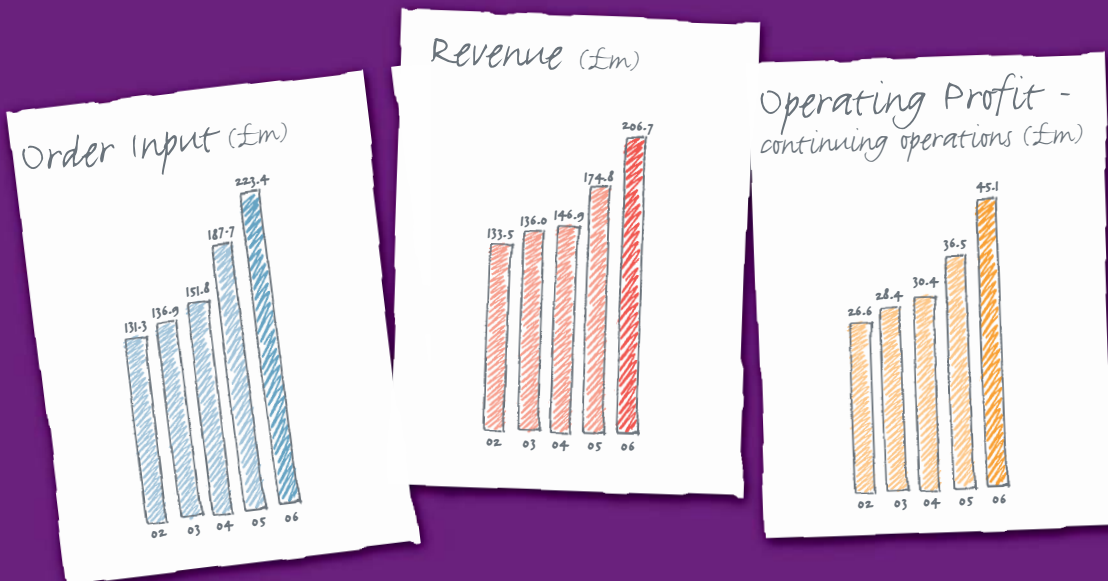 Order Input (£m)
223.4
187.7
151.8
136.9
131.3
02 03 04 05 06
Revenue (£m)
206.7
174.8
146.9
136.0
133.5
02 03 04 05 06
Operating Profit -
continuing operations (£m)
45.1
36.5
30.4
28.4
26.6
02 03 04 05 06